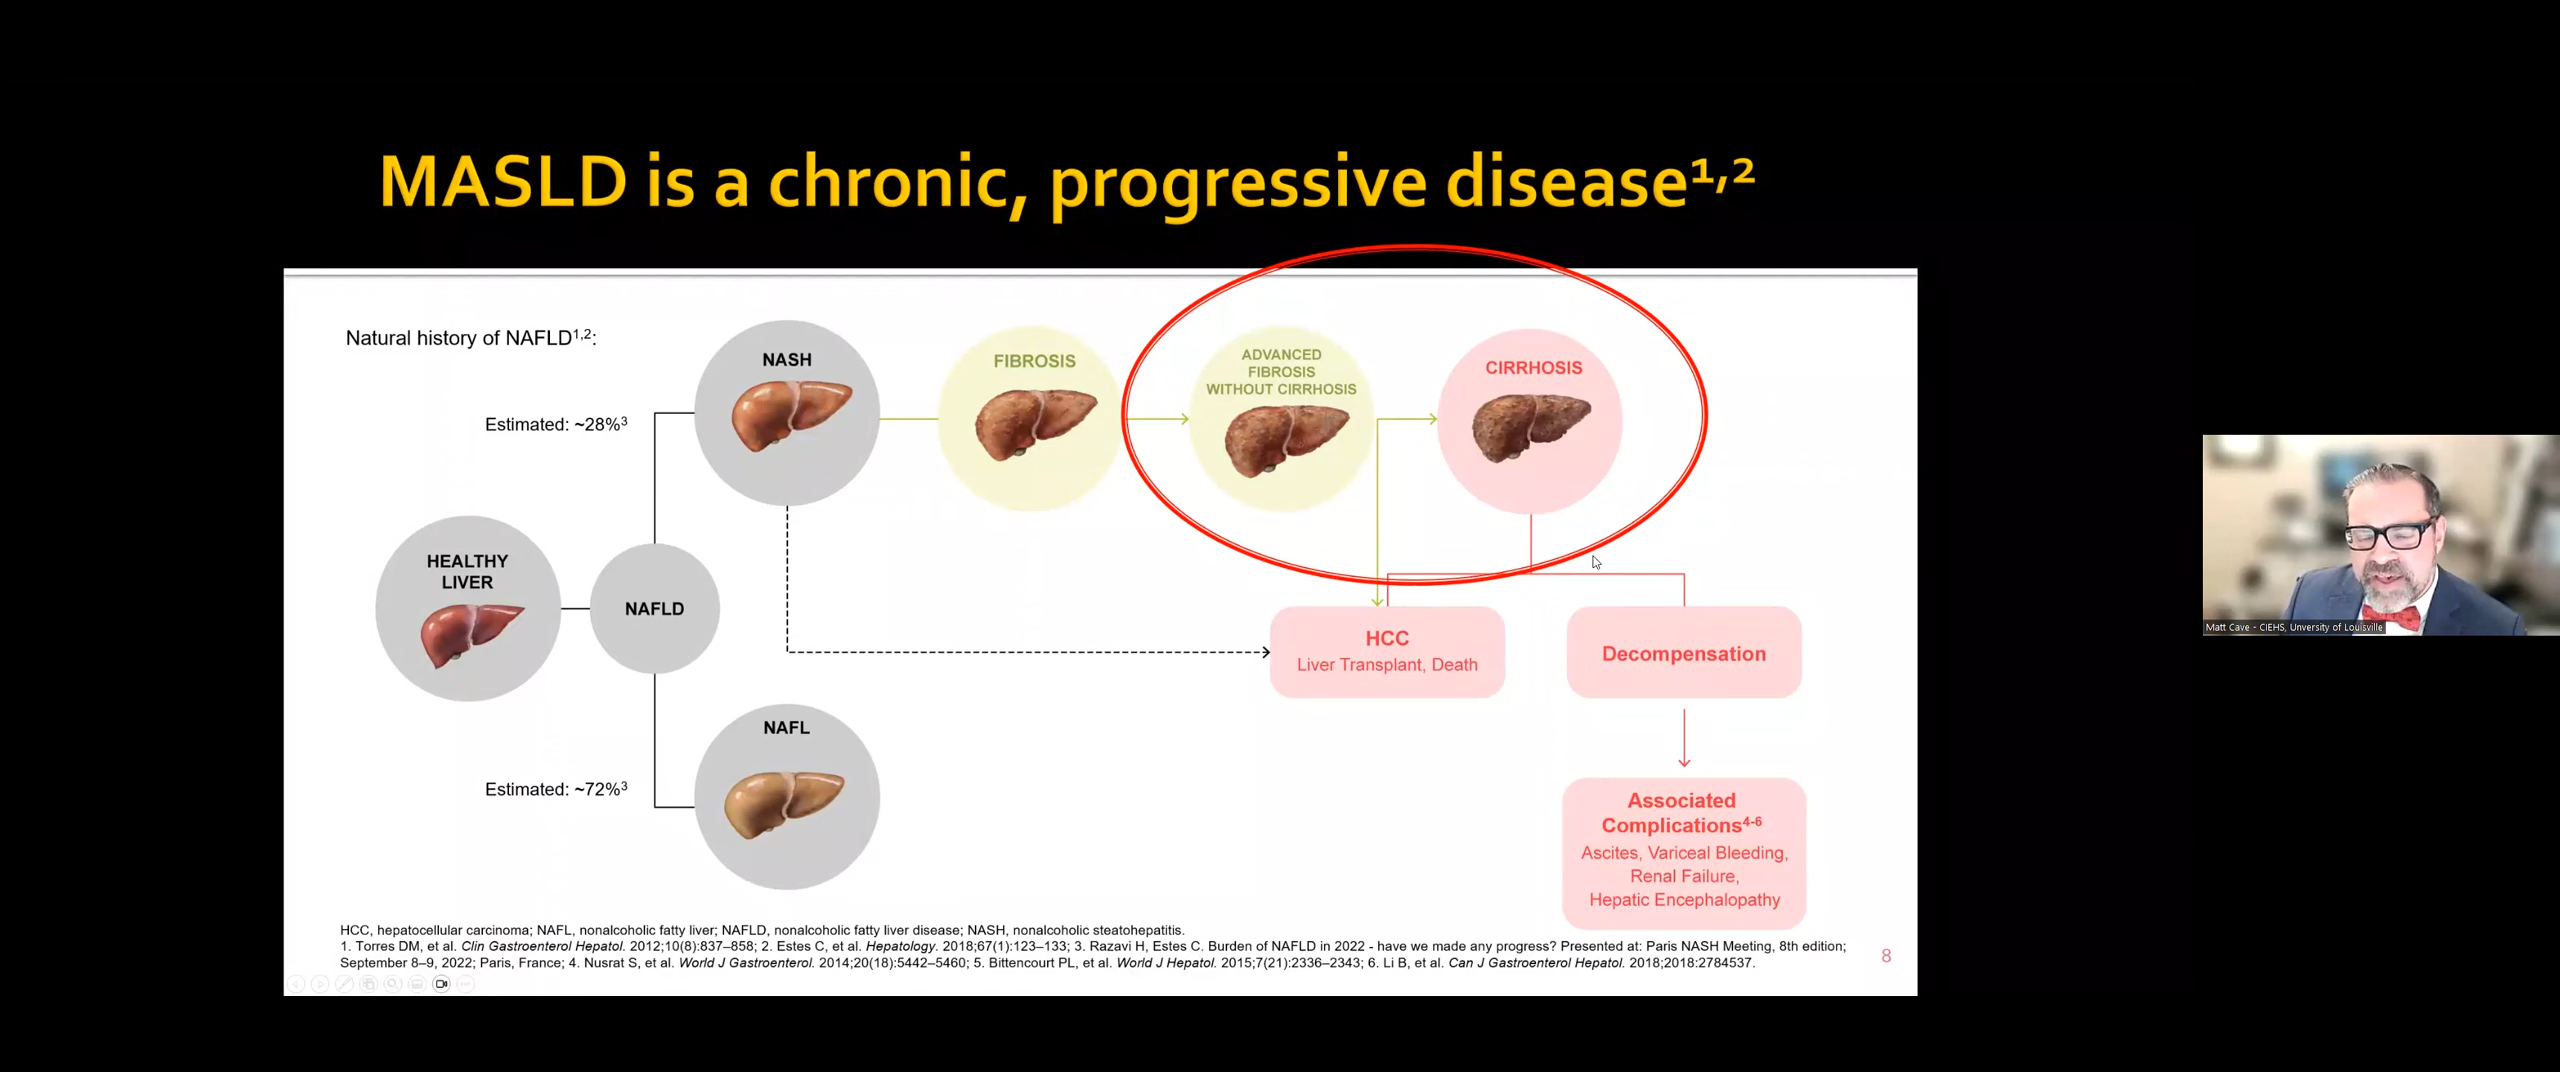 MASLD is a chronic, progressive disease¹,²
Natural history of NAFLD¹,²:
Estimated: ~28%³
NASH
FIBROSIS
ADVANCED
FIBROSIS
WITHOUT CIRRHOSIS
CIRRHOSIS
HEALTHY
LIVER
NAFLD
HCC
Liver Transplant, Death
Decompensation
NAFL
Estimated: ~72%³
Associated
Complications⁴⁻⁶
Ascites, Variceal Bleeding,
Renal Failure,
Hepatic Encephalopathy
HCC, hepatocellular carcinoma; NAFL, nonalcoholic fatty liver; NAFLD, nonalcoholic fatty liver disease; NASH, nonalcoholic steatohepatitis.
1. Torres DM, et al. Clin Gastroenterol Hepatol. 2012;10(8):837–858; 2. Estes C, et al. Hepatology. 2018;67(1):123–133; 3. Razavi H, Estes C. Burden of NAFLD in 2022 - have we made any progress? Presented at: Paris NASH Meeting, 8th edition;
September 8–9, 2022; Paris, France; 4. Nusrat S, et al. World J Gastroenterol. 2014;20(18):5442–5460; 5. Bittencourt PL, et al. World J Hepatol. 2015;7(21):2336–2343; 6. Li B, et al. Can J Gastroenterol Hepatol. 2018;2018:2784537.
8
Matt Cave - CIEHS, Unversity of Louisville